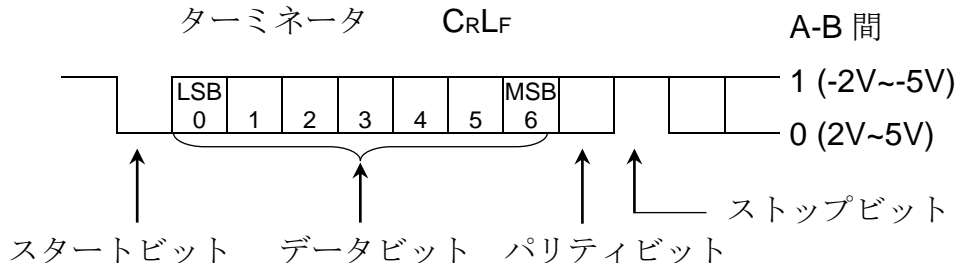 ターミネータ CRLF
A-B 間
1 (-2V~-5V)
LSB MSB
0 1 2 3 4 5 6
0 (2V~5V)
ストップビット
スタートビット データビット パリティビット